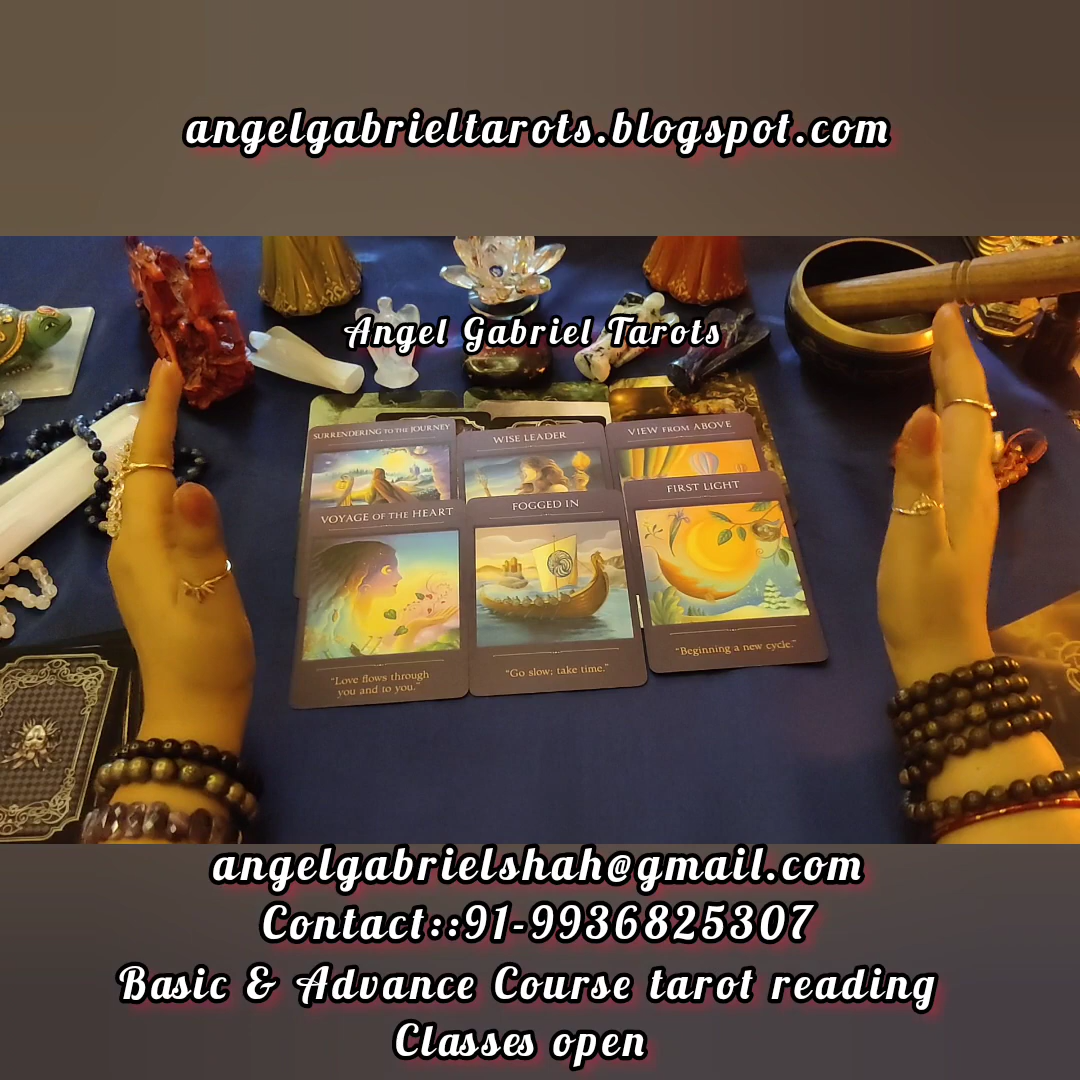 angelgabrieltarots.blogspot.com
Angel Gabriel Tarots
SURRENDERING TO THE JOURNEY
WISE LEADER
VIEW FROM ABOVE
VOYAGE OF THE HEART
FOGGED IN
FIRST LIGHT
"Love flows through
you and to you."
"Go slow; take time."
"Beginning a new cycle."
angelgabrielshah@gmail.com
Contact::91-9936825307
Basic & Advance Course tarot reading
Classes open